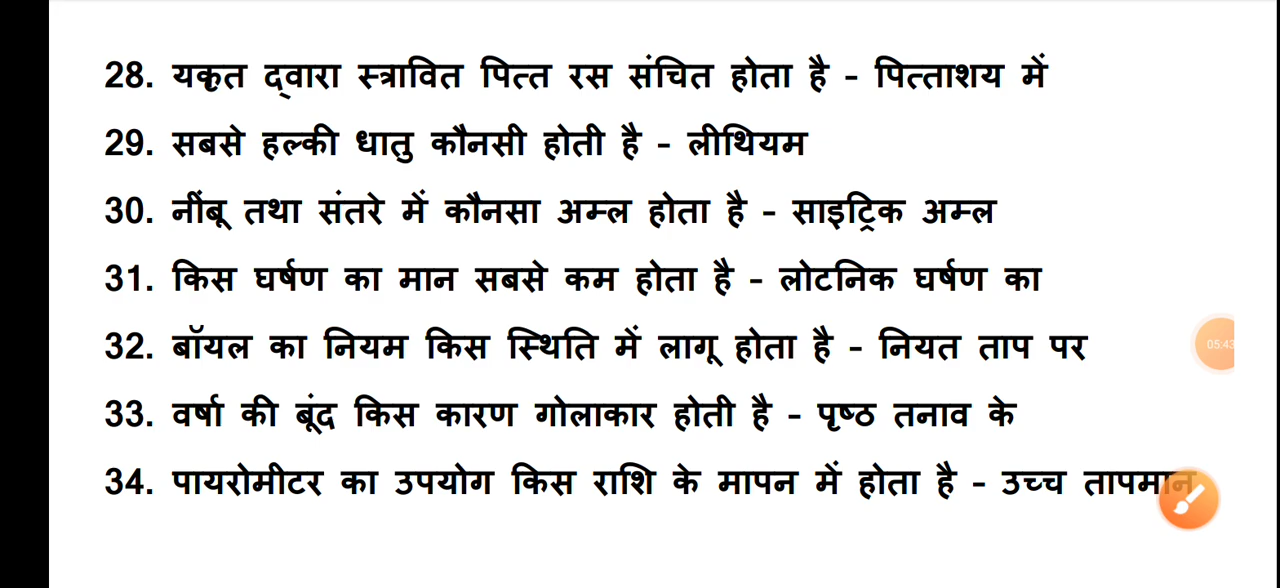 28. यकृत द्वारा स्त्रावित पित्त रस संचित होता है - पित्ताशय में
29. सबसे हल्की धातु कौनसी होती है - लीथियम
30. नींबू तथा संतरे में कौनसा अम्ल होता है - साइट्रिक अम्ल
31. किस घर्षण का मान सबसे कम होता है - लोटनिक घर्षण का
32. बॉयल का नियम किस स्थिति में लागू होता है - नियत ताप पर
05:43
33. वर्षा की बूंद किस कारण गोलाकार होती है - पृष्ठ तनाव के
34. पायरोमीटर का उपयोग किस राशि के मापन में होता है - उच्च तापमान